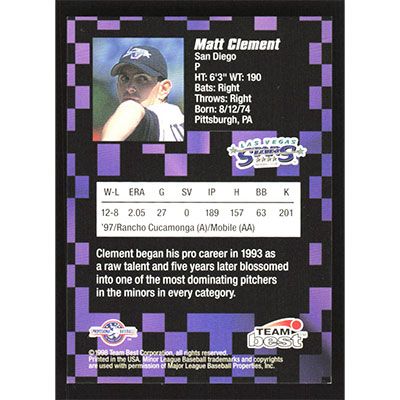 Matt Clement
San Diego
P
HT: 6'3" WT: 190
Bats: Right
Throws: Right
Born: 8/12/74
Pittsburgh, PA
LAS VEGAS
STARS
W-L ERA G SV IP H BB K
12-8 2.05 27 0 189 157 63 201
'97/Rancho Cucamonga (A)/Mobile (AA)
Clement began his pro career in 1993 as
a raw talent and five years later blossomed
into one of the most dominating pitchers
in the minors in every category.
PROFESSIONAL BASEBALL
TEAM
best
©1998 Team Best Corporation, all rights reserved.
Printed in the USA. Minor League Baseball trademarks and copyrights
are used with permission of Major League Baseball Properties, Inc.